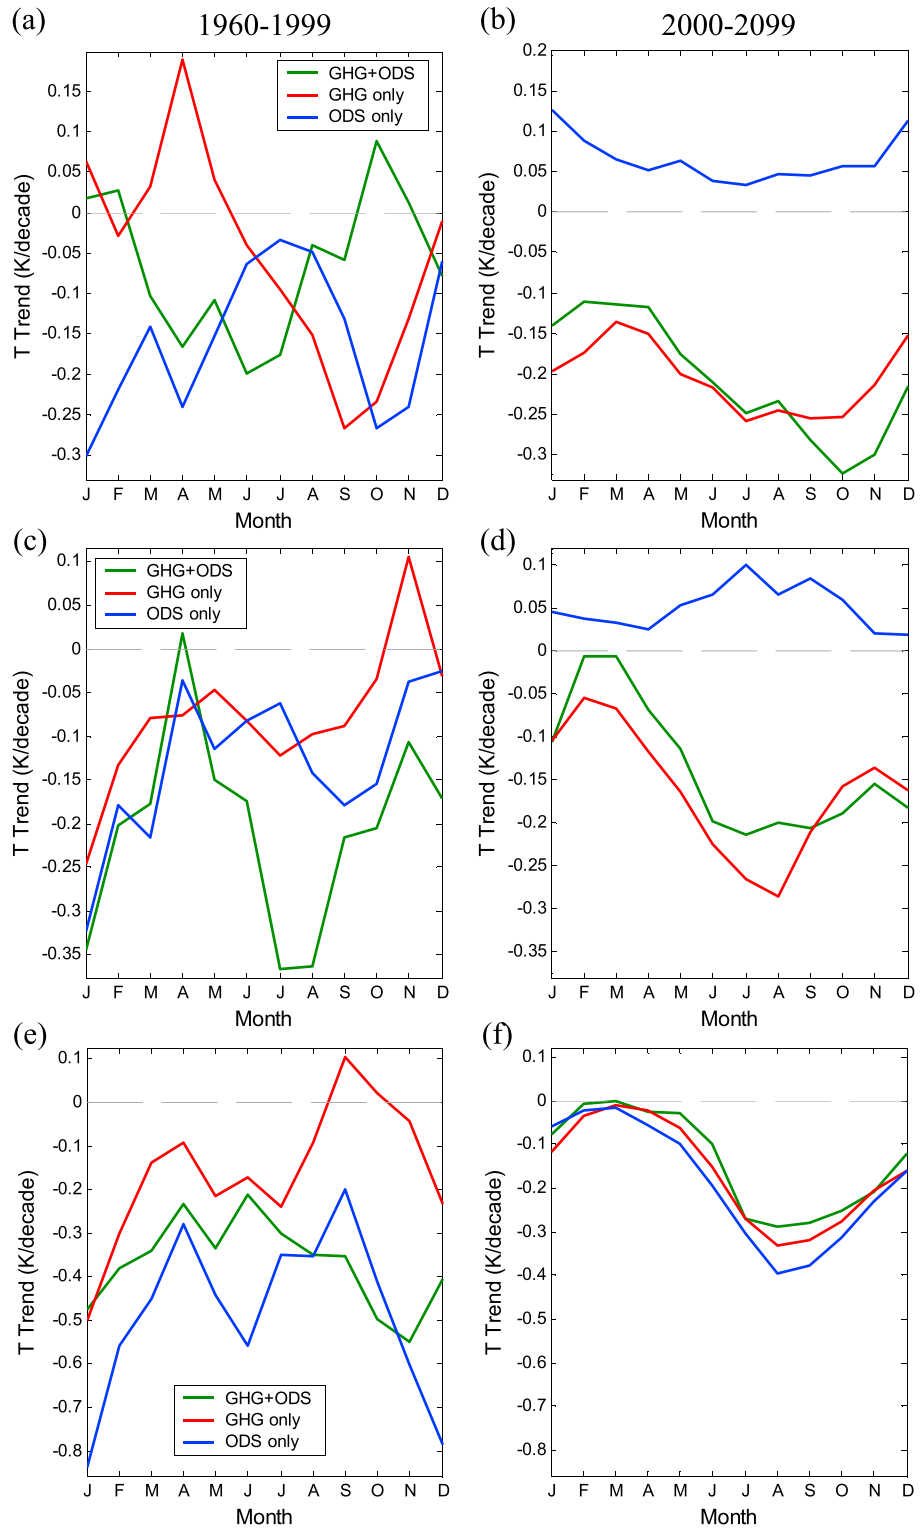 (a) 1960-1999
(b) 2000-2099
T Trend (K/decade)
0.15
0.1
0.05
0
-0.05
-0.1
-0.15
-0.2
-0.25
-0.3
GHG+ODS
GHG only
ODS only
J F M A M J J A S O N D
Month
T Trend (K/decade)
0.2
0.15
0.1
0.05
0
-0.05
-0.1
-0.15
-0.2
-0.25
-0.3
J F M A M J J A S O N D
Month
(c)
T Trend (K/decade)
0.1
0.05
0
-0.05
-0.1
-0.15
-0.2
-0.25
-0.3
-0.35
GHG+ODS
GHG only
ODS only
J F M A M J J A S O N D
Month
(d)
T Trend (K/decade)
0.1
0.05
0
-0.05
-0.1
-0.15
-0.2
-0.25
-0.3
-0.35
J F M A M J J A S O N D
Month
(e)
T Trend (K/decade)
0.1
0
-0.1
-0.2
-0.3
-0.4
-0.5
-0.6
-0.7
-0.8
GHG+ODS
GHG only
ODS only
J F M A M J J A S O N D
Month
(f)
T Trend (K/decade)
0.1
0
-0.1
-0.2
-0.3
-0.4
-0.5
-0.6
-0.7
-0.8
J F M A M J J A S O N D
Month